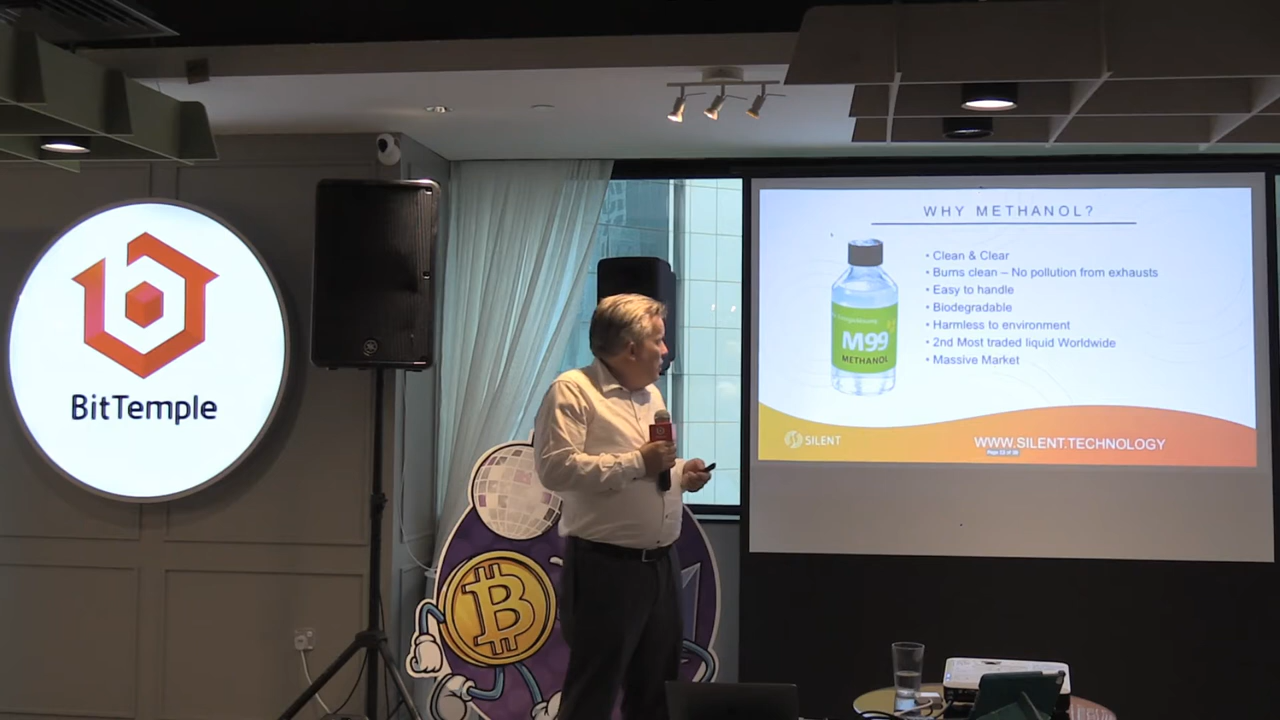 BitTemple
WHY METHANOL?
• Clean & Clear
• Burns clean – No pollution from exhausts
• Easy to handle
• Biodegradable
• Harmless to environment
• 2nd Most traded liquid Worldwide
• Massive Market
M99
METHANOL
SILENT
WWW.SILENT.TECHNOLOGY